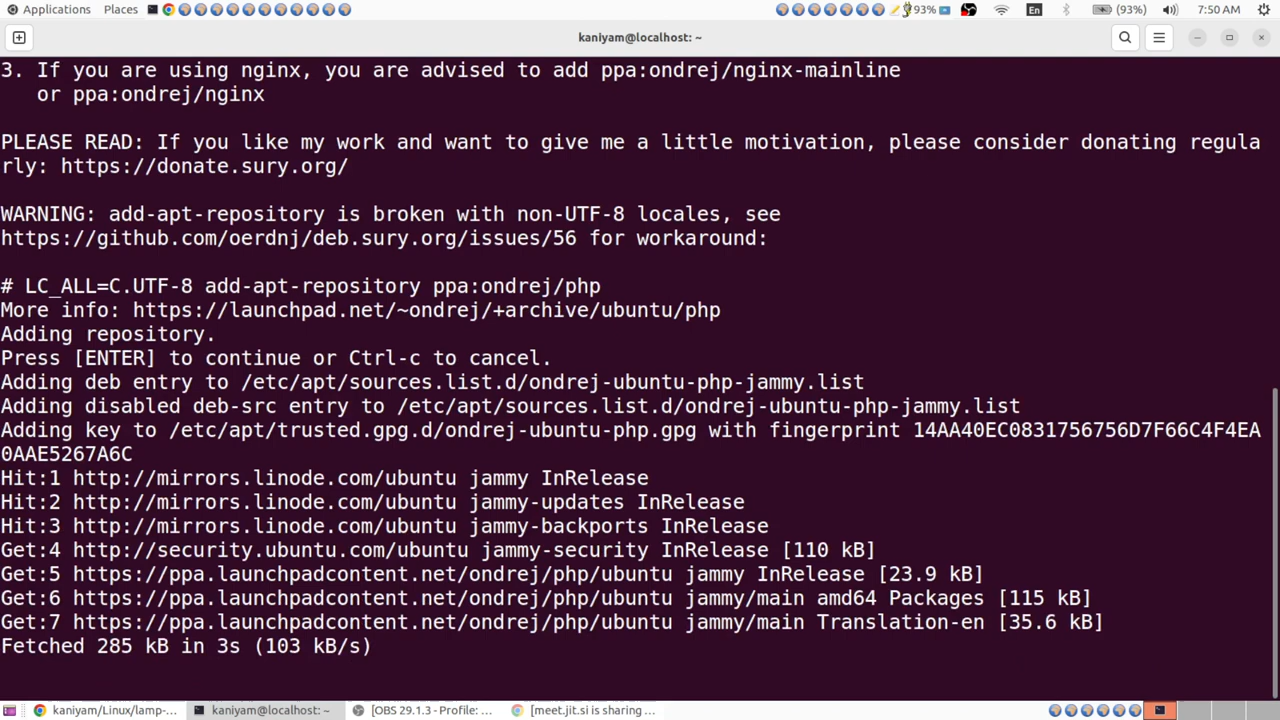 Applications Places 93% En (93%) 7:50 AM
kaniyam@localhost: ~
3. If you are using nginx, you are advised to add ppa:ondrej/nginx-mainline
or ppa:ondrej/nginx
PLEASE READ: If you like my work and want to give me a little motivation, please consider donating regula
rly: https://donate.sury.org/
WARNING: add-apt-repository is broken with non-UTF-8 locales, see
https://github.com/oerdnj/deb.sury.org/issues/56 for workaround:
# LC_ALL=C.UTF-8 add-apt-repository ppa:ondrej/php
More info: https://launchpad.net/~ondrej/+archive/ubuntu/php
Adding repository.
Press [ENTER] to continue or Ctrl-c to cancel.
Adding deb entry to /etc/apt/sources.list.d/ondrej-ubuntu-php-jammy.list
Adding disabled deb-src entry to /etc/apt/sources.list.d/ondrej-ubuntu-php-jammy.list
Adding key to /etc/apt/trusted.gpg.d/ondrej-ubuntu-php.gpg with fingerprint 14AA40EC0831756756D7F66C4F4EA
0AAE5267A6C
Hit:1 http://mirrors.linode.com/ubuntu jammy InRelease
Hit:2 http://mirrors.linode.com/ubuntu jammy-updates InRelease
Hit:3 http://mirrors.linode.com/ubuntu jammy-backports InRelease
Get:4 http://security.ubuntu.com/ubuntu jammy-security InRelease [110 kB]
Get:5 https://ppa.launchpadcontent.net/ondrej/php/ubuntu jammy InRelease [23.9 kB]
Get:6 https://ppa.launchpadcontent.net/ondrej/php/ubuntu jammy/main amd64 Packages [115 kB]
Get:7 https://ppa.launchpadcontent.net/ondrej/php/ubuntu jammy/main Translation-en [35.6 kB]
Fetched 285 kB in 3s (103 kB/s)
kaniyam/Linux/lamp-... kaniyam@localhost: ~ [OBS 29.1.3 - Profile: ... [meet.jit.si is sharing ...